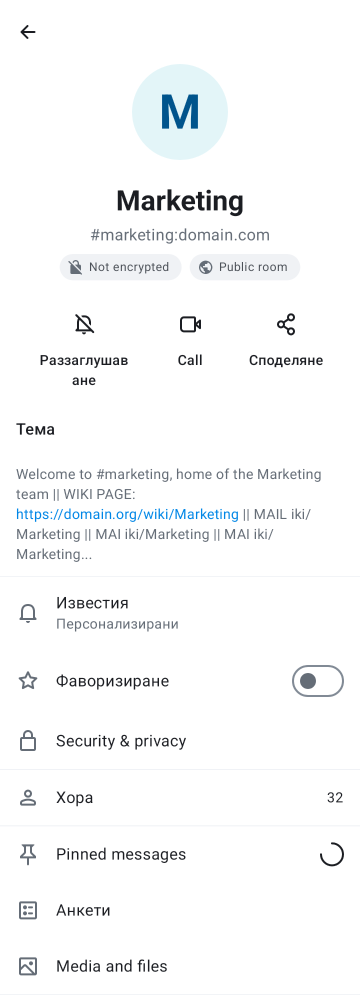 M
Marketing
#marketing:domain.com
Not encrypted
Public room
Раззаглушав
ане
Call
Споделяне
Тема
Welcome to #marketing, home of the Marketing
team || WIKI PAGE:
https://domain.org/wiki/Marketing || MAIL iki/
Marketing || MAI iki/Marketing || MAI iki/
Marketing...
Известия
Персонализирани
Фаворизиране
Security & privacy
Хора
32
Pinned messages
Анкети
Media and files